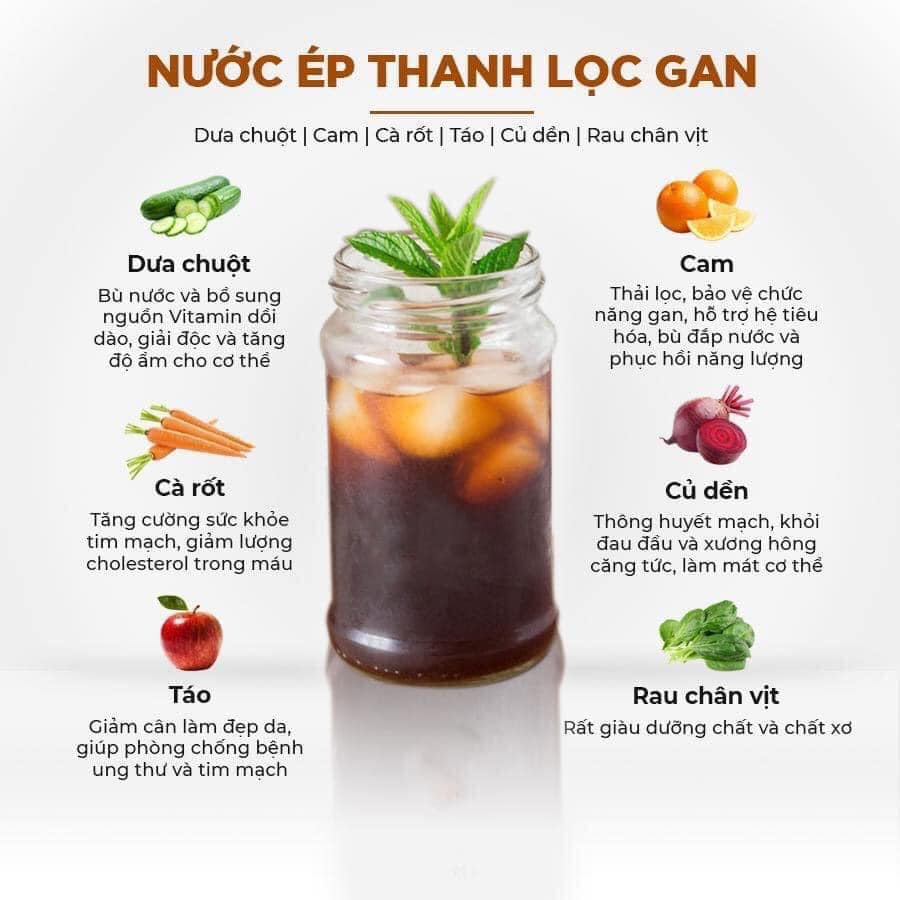 NƯỚC ÉP THANH LỌC GAN
Dưa chuột | Cam | Cà rốt | Táo | Củ dền | Rau chân vịt
Dưa chuột
Bù nước và bổ sung
nguồn Vitamin dồi
dào, giải độc và tăng
độ ẩm cho cơ thể
Cam
Thải lọc, bảo vệ chức
năng gan, hỗ trợ hệ tiêu
hóa, bù đắp nước và
phục hồi năng lượng
Cà rốt
Tăng cường sức khỏe
tim mạch, giảm lượng
cholesterol trong máu
Củ dền
Thông huyết mạch, khỏi
đau đầu và xương hông
căng tức, làm mát cơ thể
Táo
Giảm cân làm đẹp da,
giúp phòng chống bệnh
ung thư và tim mạch
Rau chân vịt
Rất giàu dưỡng chất và chất xơ